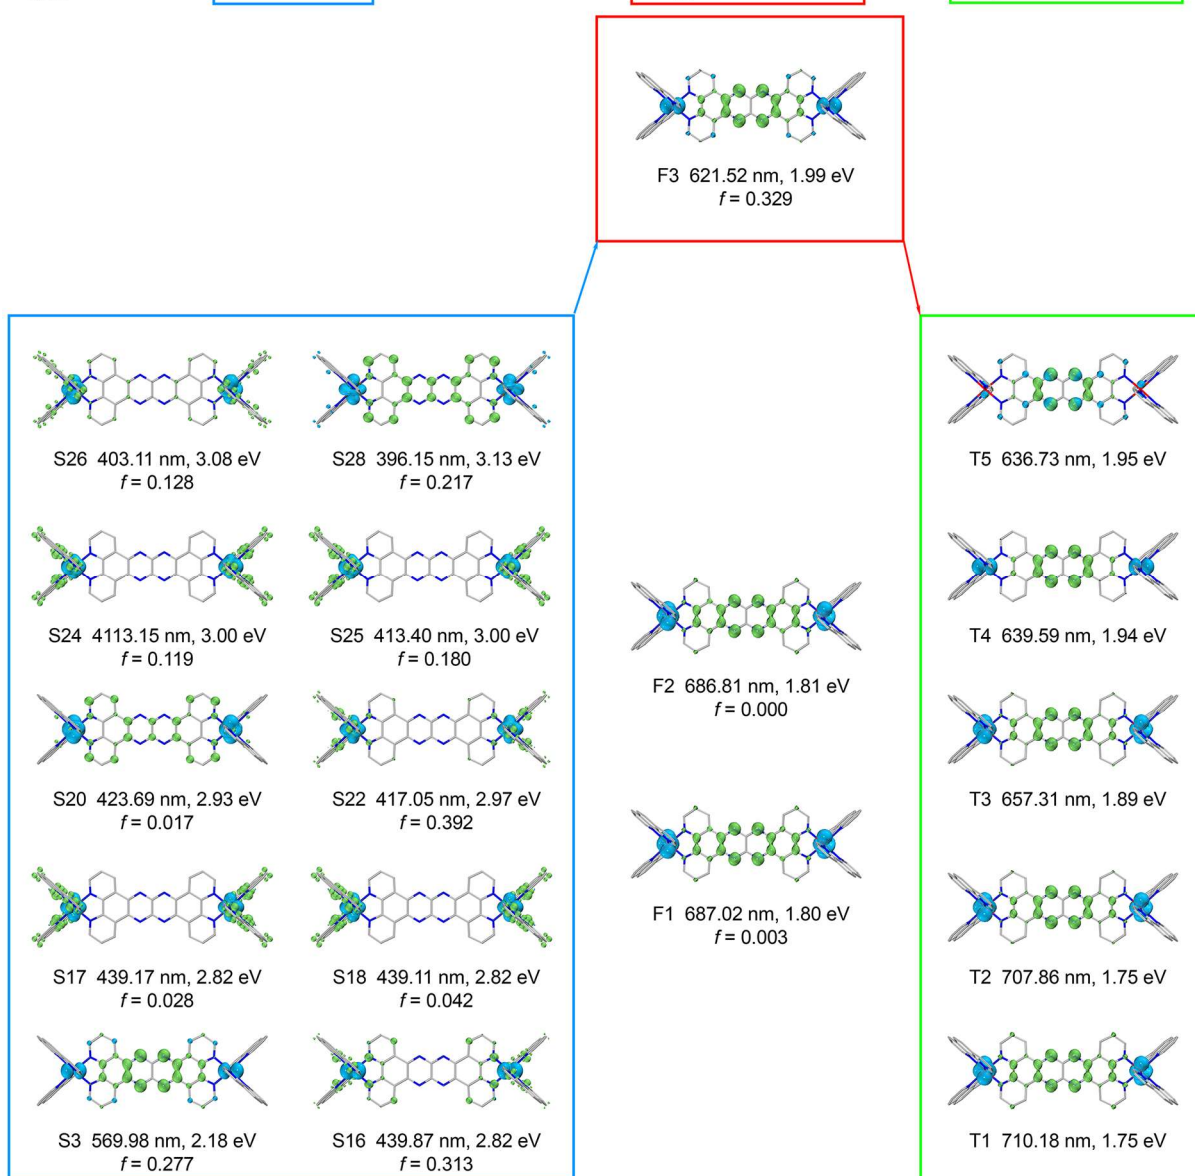 F3 621.52 nm, 1.99 eV
f = 0.329
S26 403.11 nm, 3.08 eV
f = 0.128
S28 396.15 nm, 3.13 eV
f = 0.217
T5 636.73 nm, 1.95 eV
S24 4113.15 nm, 3.00 eV
f = 0.119
S25 413.40 nm, 3.00 eV
f = 0.180
T4 639.59 nm, 1.94 eV
F2 686.81 nm, 1.81 eV
f = 0.000
S20 423.69 nm, 2.93 eV
f = 0.017
S22 417.05 nm, 2.97 eV
f = 0.392
T3 657.31 nm, 1.89 eV
F1 687.02 nm, 1.80 eV
f = 0.003
S17 439.17 nm, 2.82 eV
f = 0.028
S18 439.11 nm, 2.82 eV
f = 0.042
T2 707.86 nm, 1.75 eV
S3 569.98 nm, 2.18 eV
f = 0.277
S16 439.87 nm, 2.82 eV
f = 0.313
T1 710.18 nm, 1.75 eV